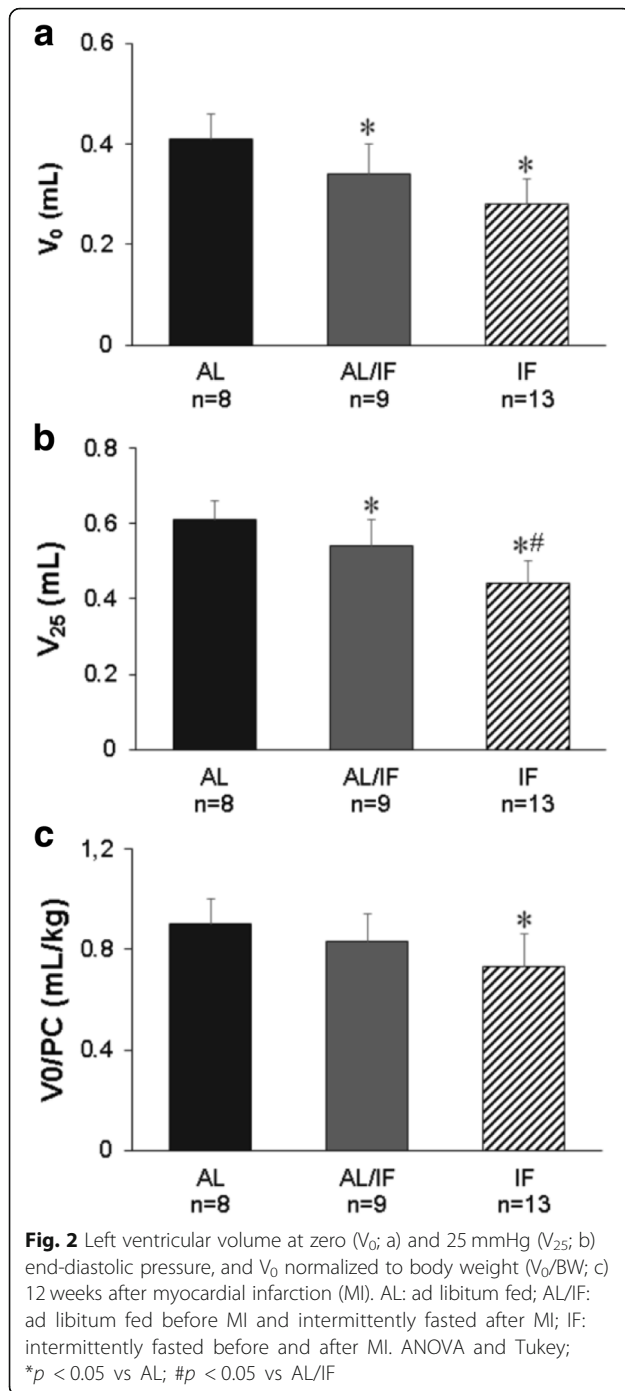 a
0.6
0.4
0.2
0
V₀ (mL)
*
*
AL
n=8
AL/IF
n=9
IF
n=13
b
0.8
0.6
0.4
0.2
0
V₂₅ (mL)
*
*#
AL
n=8
AL/IF
n=9
IF
n=13
c
1,2
0.8
0.4
0
V0/PC (mL/kg)
*
AL
n=8
AL/IF
n=9
IF
n=13
Fig. 2 Left ventricular volume at zero (V₀; a) and 25 mmHg (V₂₅; b)
end-diastolic pressure, and V₀ normalized to body weight (V₀/BW; c)
12 weeks after myocardial infarction (MI). AL: ad libitum fed; AL/IF:
ad libitum fed before MI and intermittently fasted after MI; IF:
intermittently fasted before and after MI. ANOVA and Tukey;
*p < 0.05 vs AL; #p < 0.05 vs AL/IF